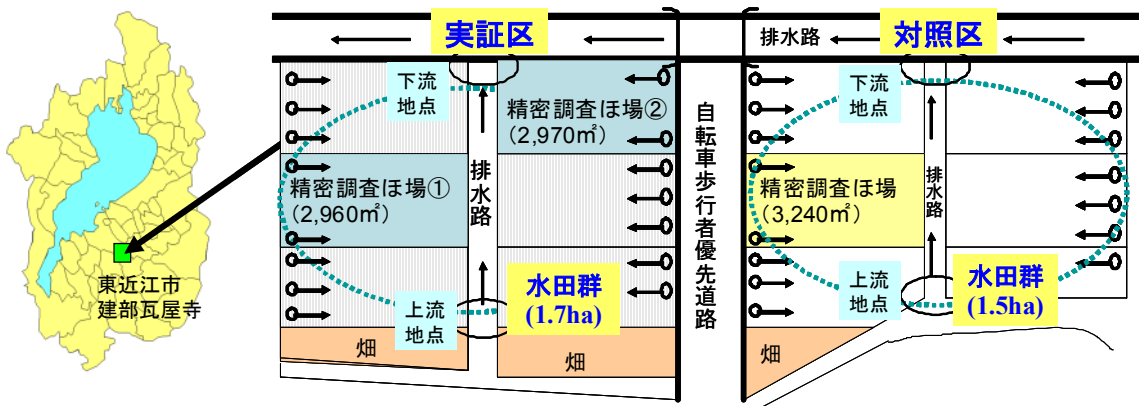 東近江市
建部瓦屋寺
実証区
排水路
対照区
下流
地点
精密調査ほ場②
(2,970㎡)
精密調査ほ場①
(2,960㎡)
排水路
上流
地点
水田群
(1.7ha)
畑
畑
自転車歩行者優先道路
下流
地点
精密調査ほ場
(3,240㎡)
排水路
上流
地点
水田群
(1.5ha)
畑